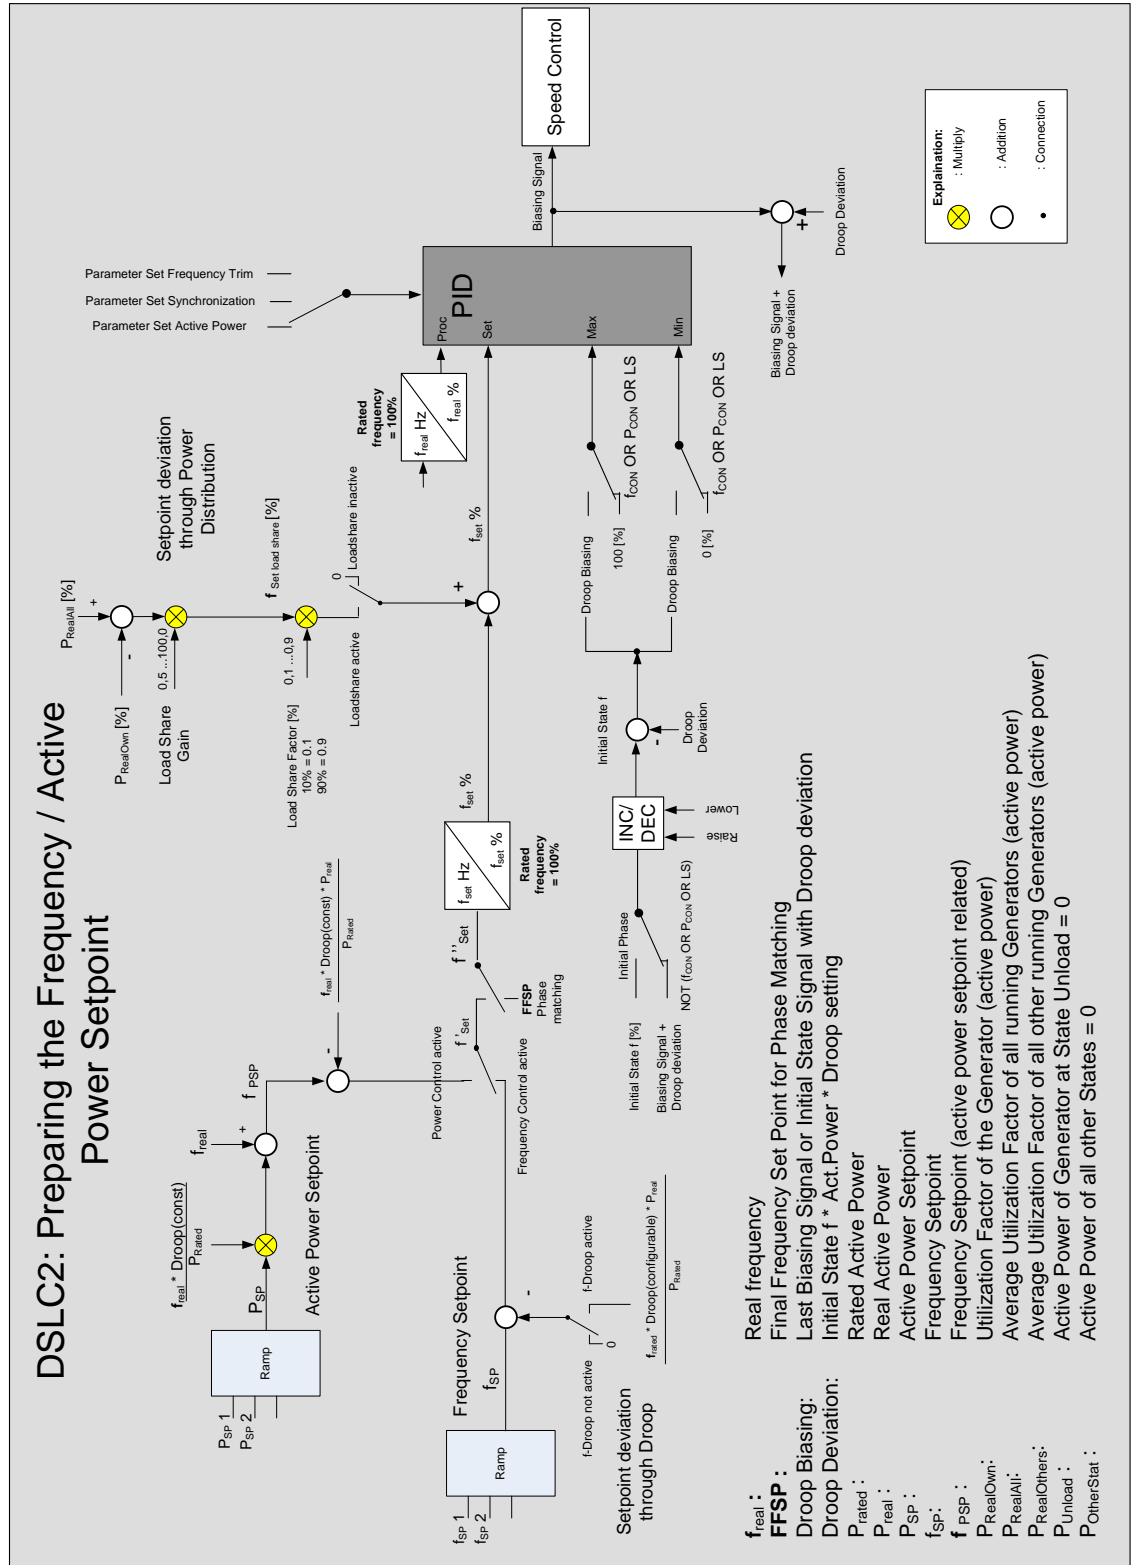 DSLC2: Preparing the Frequency / Active
Power Setpoint
P_SP 1
P_SP 2
Ramp
P_SP
f_real * Droop(const)
P_Rated
Active Power Setpoint
f_real
+
f_PSP
-
f_real * Droop(const) * P_real
P_Rated
Power Control active
f'_Set
Frequency Control active
FFSP
Phase
matching
f''_Set
f_set Hz
f_set %
Rated
frequency
= 100%
f_set %
P_RealAll [%]
+
P_RealOwn [%]
-
Load Share
Gain
0,5 ...100,0
Setpoint deviation
through Power
Distribution
f Set load share [%]
Load Share Factor [%]
10% = 0.1
90% = 0.9
0,1 ...0,9
Loadshare active
0
Loadshare inactive
+
f_set %
Rated
frequency
= 100%
f_real Hz
f_real %
Parameter Set Active Power
Parameter Set Synchronization
Parameter Set Frequency Trim
Proc
PID
Set
Max
Min
Biasing Signal
Speed Control
f_SP 1
f_SP 2
Ramp
f_SP
Frequency Setpoint
-
f-Droop not active
0
f-Droop active
f_rated * Droop(configurable) * P_real
P_Rated
Setpoint deviation
through Droop
Initial State f [%]
Initial Phase
Biasing Signal +
Droop deviation
NOT (f_CON OR P_CON OR LS)
INC/
DEC
Raise
Lower
Initial State f
-
Droop
Deviation
Droop Biasing
100 [%]
f_CON OR P_CON OR LS
Droop Biasing
0 [%]
f_CON OR P_CON OR LS
Biasing Signal +
Droop deviation
+
Droop Deviation
Explaination:
: Multiply
: Addition
: Connection
f_real : Real frequency
FFSP : Final Frequency Set Point for Phase Matching
Droop Biasing: Last Biasing Signal or Initial State Signal with Droop deviation
Droop Deviation: Initial State f * Act.Power * Droop setting
P_rated : Rated Active Power
P_real : Real Active Power
P_SP : Active Power Setpoint
f_SP: Frequency Setpoint
f_PSP : Frequency Setpoint (active power setpoint related)
P_RealOwn: Utilization Factor of the Generator (active power)
P_RealAll: Average Utilization Factor of all running Generators (active power)
P_RealOthers: Average Utilization Factor of all other running Generators (active power)
P_Unload : Active Power of Generator at State Unload = 0
P_OtherStat : Active Power of all other States = 0